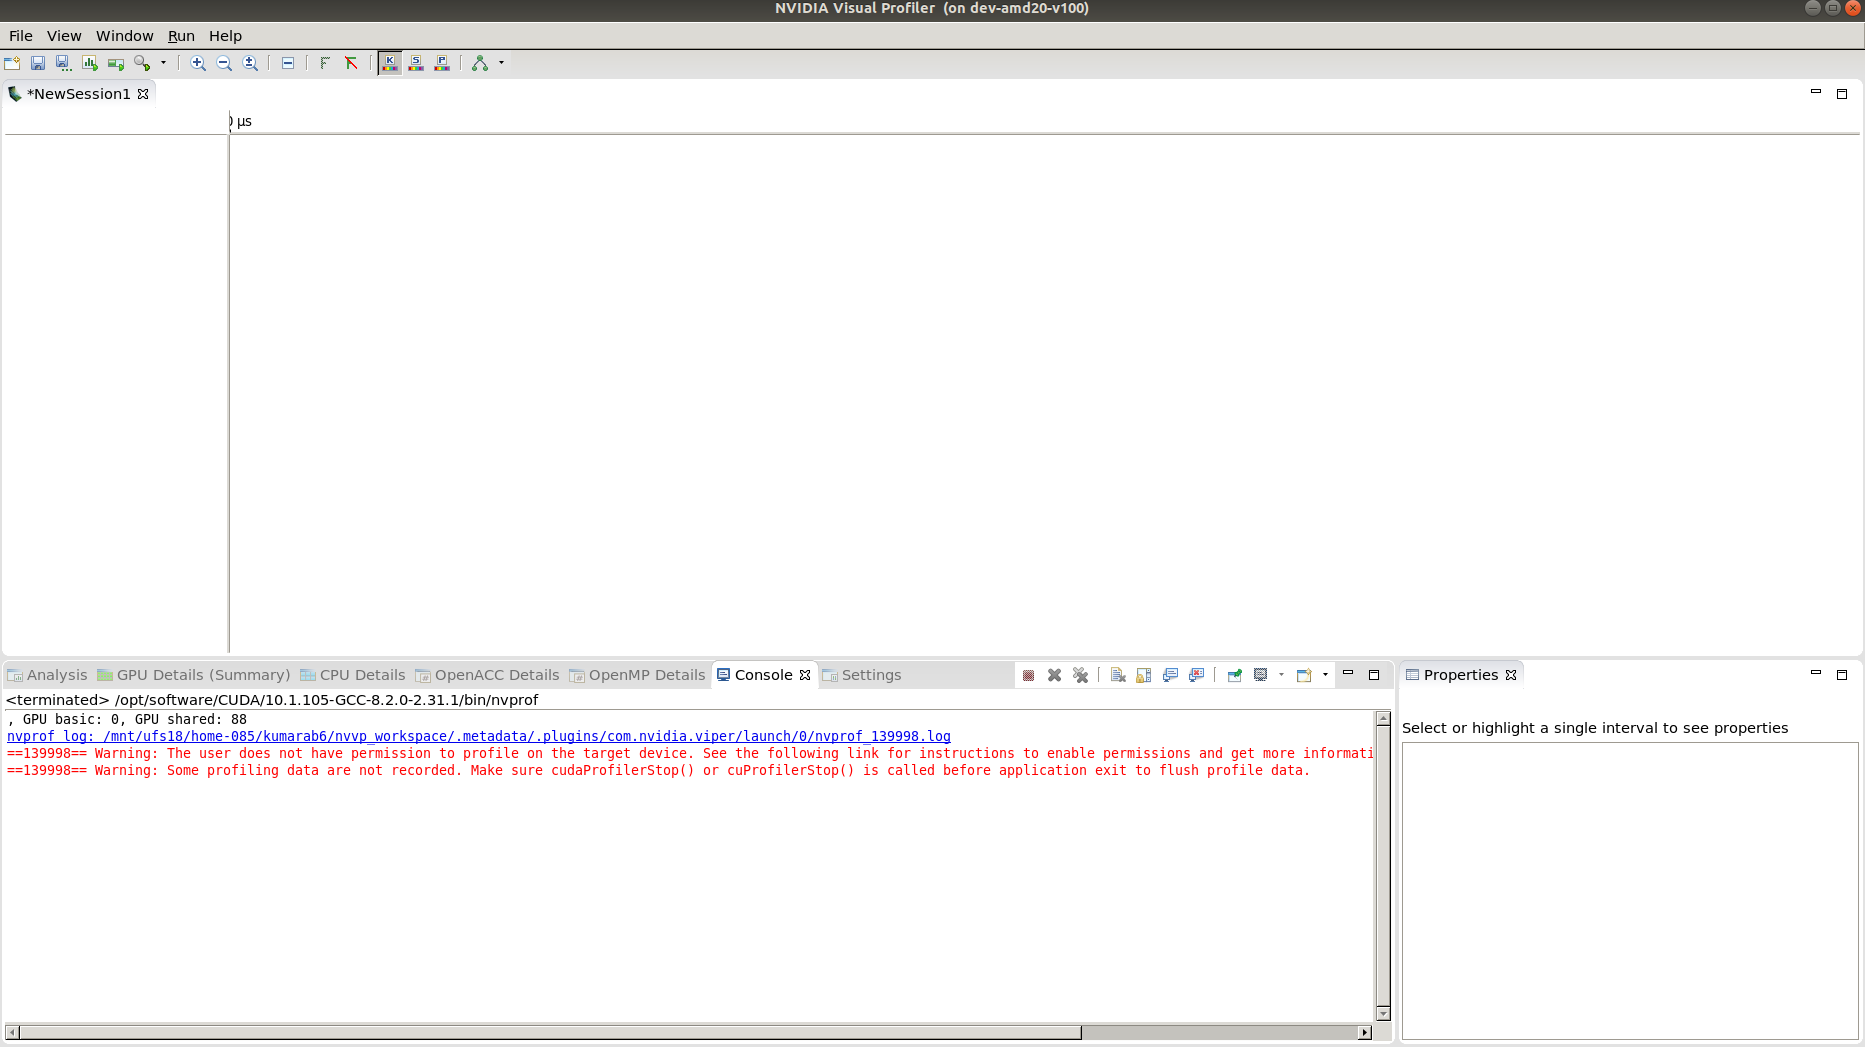 NVIDIA Visual Profiler (on dev-amd20-v100)
File View Window Run Help
K S P
*NewSession1
0 µs
Analysis GPU Details (Summary) CPU Details OpenACC Details OpenMP Details Console Settings
Properties
<terminated> /opt/software/CUDA/10.1.105-GCC-8.2.0-2.31.1/bin/nvprof
, GPU basic: 0, GPU shared: 88
nvprof log: /mnt/ufs18/home-085/kumarab6/nvvp_workspace/.metadata/.plugins/com.nvidia.viper/launch/0/nvprof_139998.log
==139998== Warning: The user does not have permission to profile on the target device. See the following link for instructions to enable permissions and get more informati
==139998== Warning: Some profiling data are not recorded. Make sure cudaProfilerStop() or cuProfilerStop() is called before application exit to flush profile data.
Select or highlight a single interval to see properties